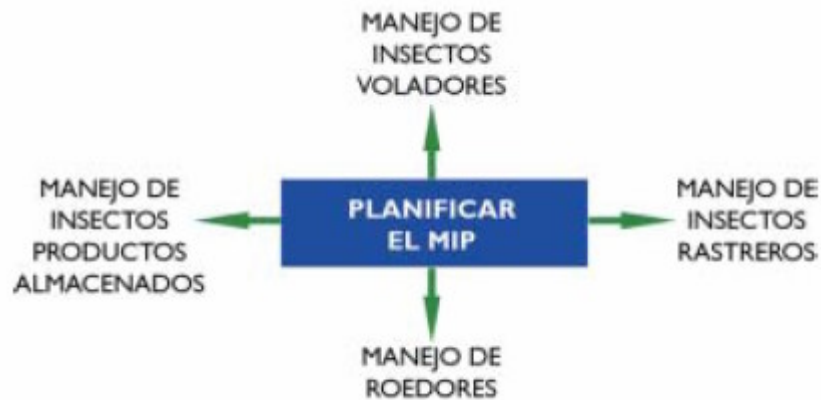 MANEJO DE
INSECTOS
VOLADORES
MANEJO DE
INSECTOS
PRODUCTOS
ALMACENADOS
PLANIFICAR
EL MIP
MANEJO DE
INSECTOS
RASTREROS
MANEJO DE
ROEDORES